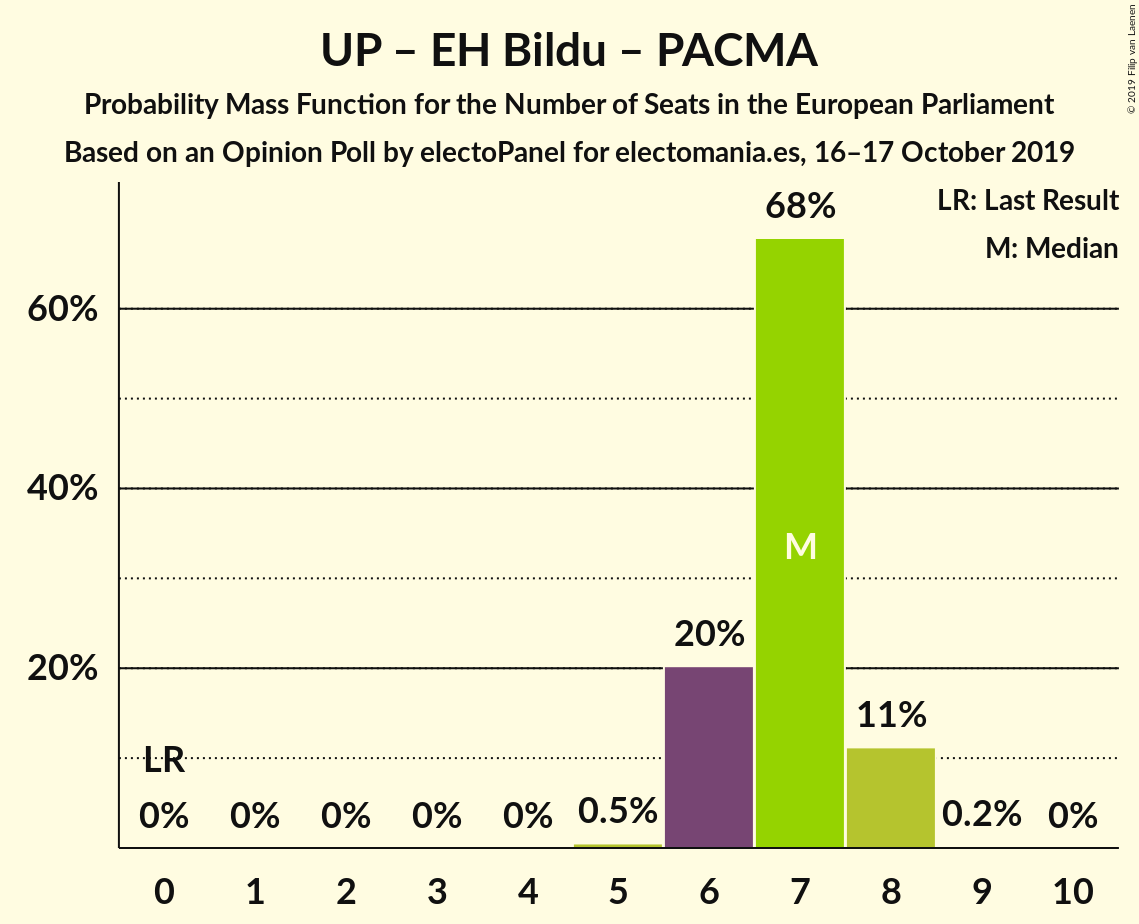 UP – EH Bildu – PACMA
Probability Mass Function for the Number of Seats in the European Parliament
Based on an Opinion Poll by electoPanel for electomania.es, 16–17 October 2019
© 2019 Filip van Laenen
LR: Last Result
M: Median
68%
60%
40%
M
20%
20%
11%
LR
0% 0% 0% 0% 0% 0.5% 0.2% 0%
0 1 2 3 4 5 6 7 8 9 10